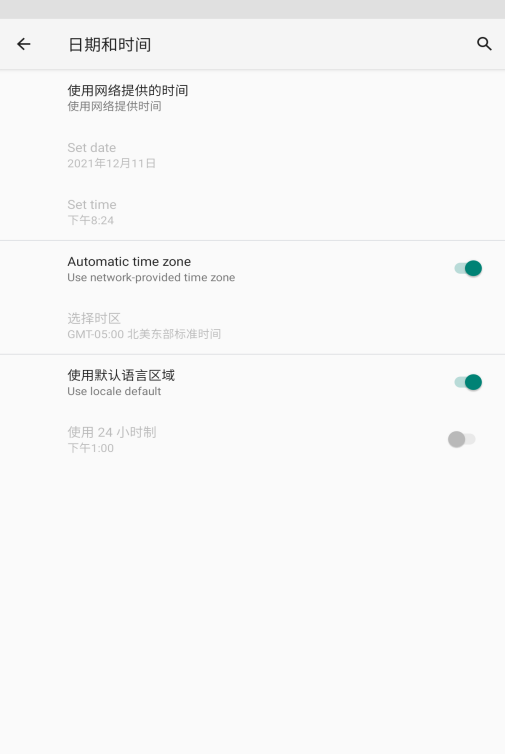 日期和时间
使用网络提供的时间
使用网络提供时间
Set date
2021年12月11日
Set time
下午8:24
Automatic time zone
Use network-provided time zone
选择时区
GMT-05:00 北美东部标准时间
使用默认语言区域
Use locale default
使用 24 小时制
下午1:00